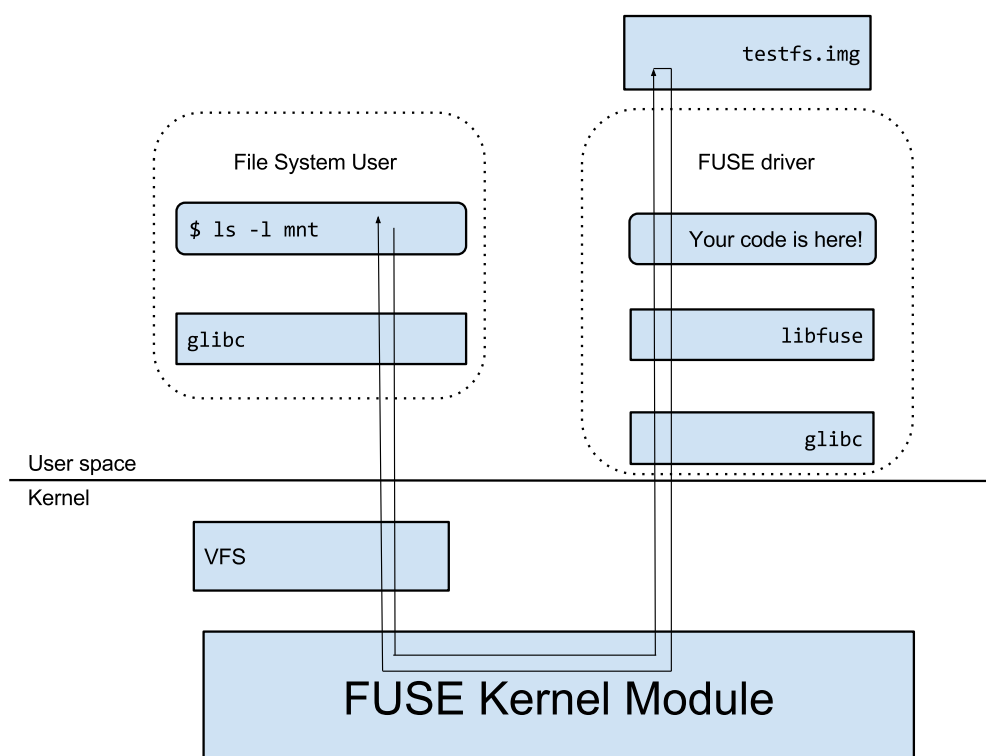 testfs.img
File System User
$ ls -l mnt
glibc
FUSE driver
Your code is here!
libfuse
glibc
User space
Kernel
VFS
FUSE Kernel Module